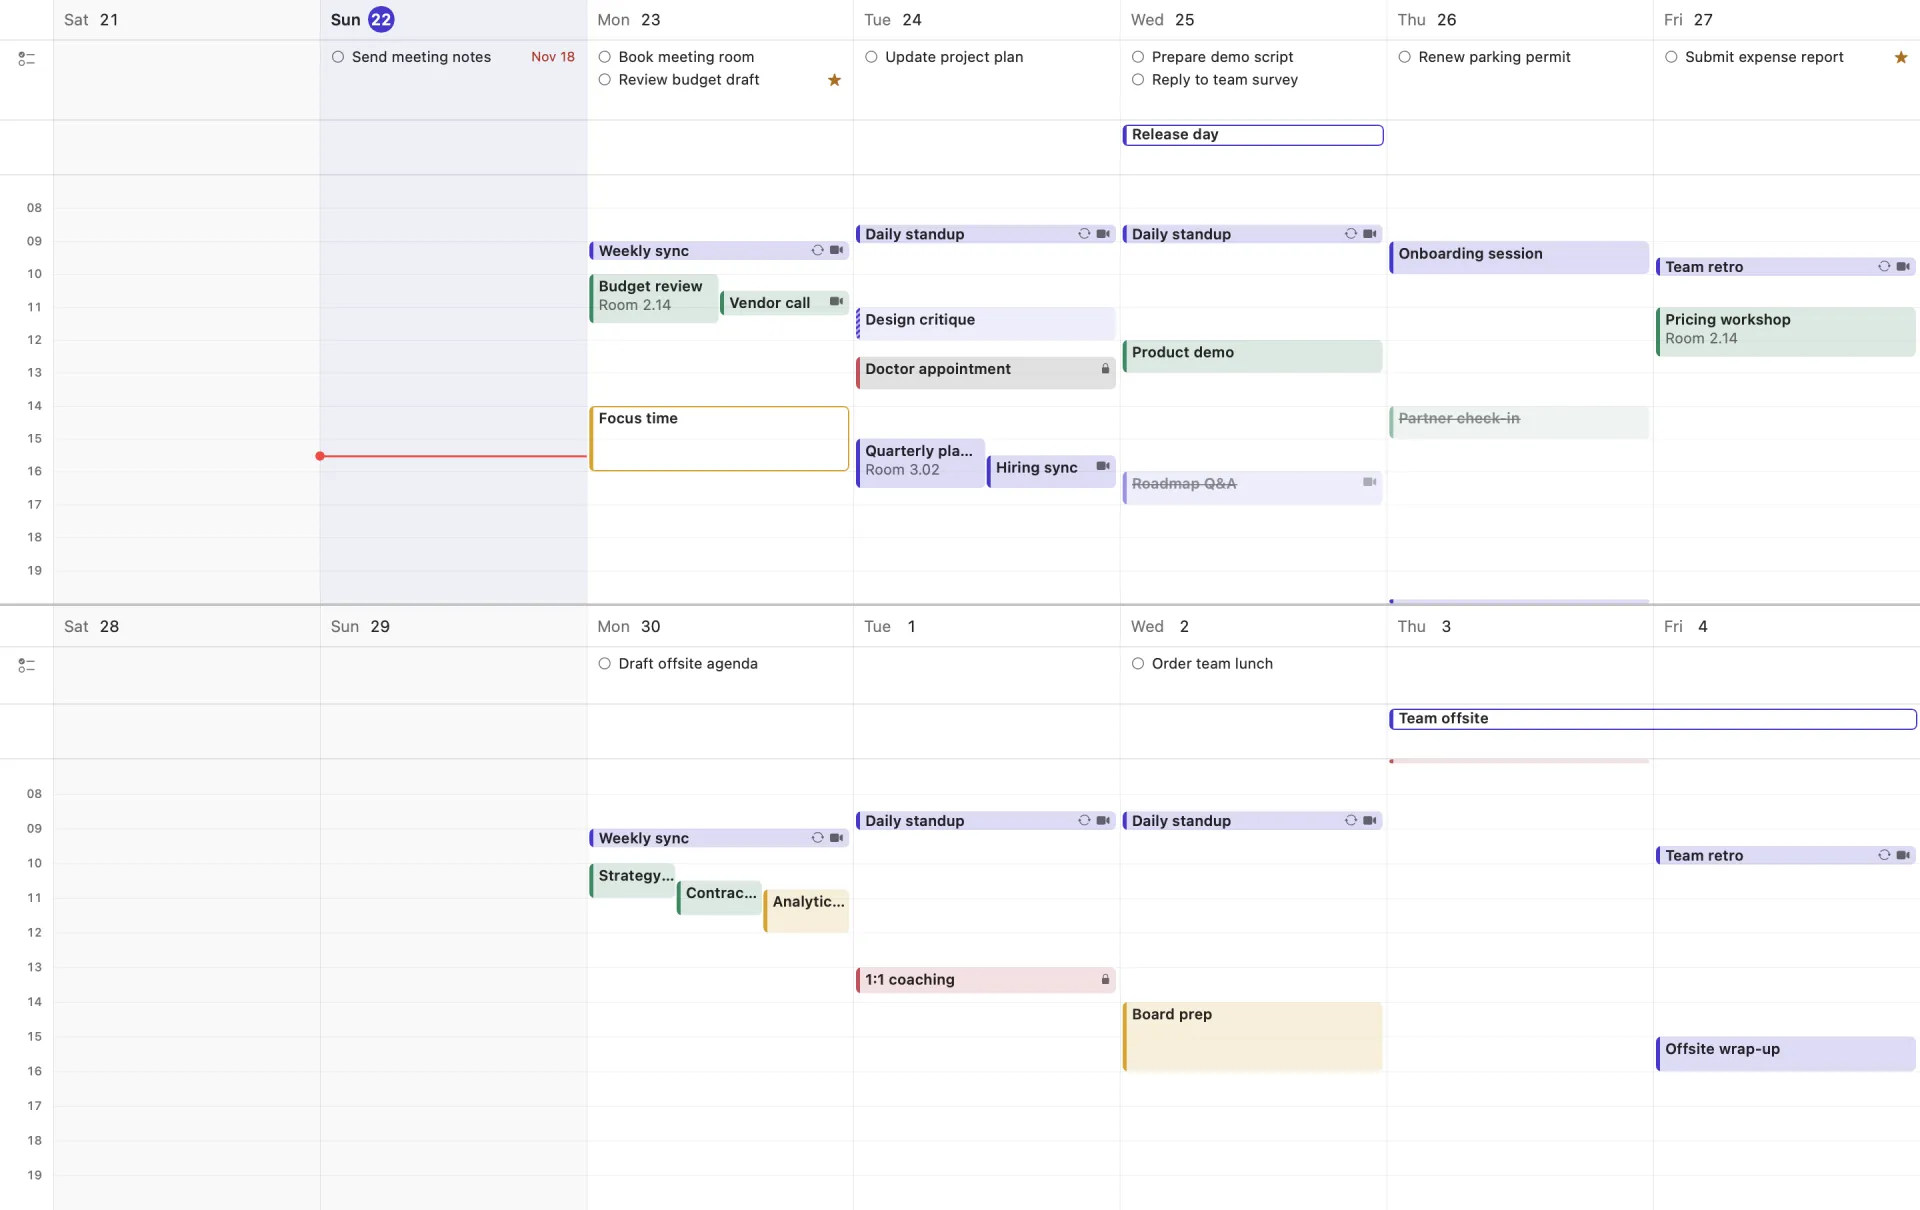 Sat 21
Sun 22
Mon 23
Tue 24
Wed 25
Thu 26
Fri 27
Send meeting notes Nov 18
Book meeting room
Review budget draft
Update project plan
Prepare demo script
Reply to team survey
Renew parking permit
Submit expense report
Release day
08
09
10
11
12
13
14
15
16
17
18
19
Weekly sync
Budget review
Room 2.14
Vendor call
Focus time
Daily standup
Design critique
Doctor appointment
Quarterly pla...
Room 3.02
Hiring sync
Daily standup
Product demo
Roadmap Q&A
Onboarding session
Partner check-in
Team retro
Pricing workshop
Room 2.14
Sat 28
Sun 29
Mon 30
Tue 1
Wed 2
Thu 3
Fri 4
Draft offsite agenda
Order team lunch
Team offsite
08
09
10
11
12
13
14
15
16
17
18
19
Weekly sync
Strategy...
Contrac...
Analytic...
Daily standup
1:1 coaching
Daily standup
Board prep
Team retro
Offsite wrap-up